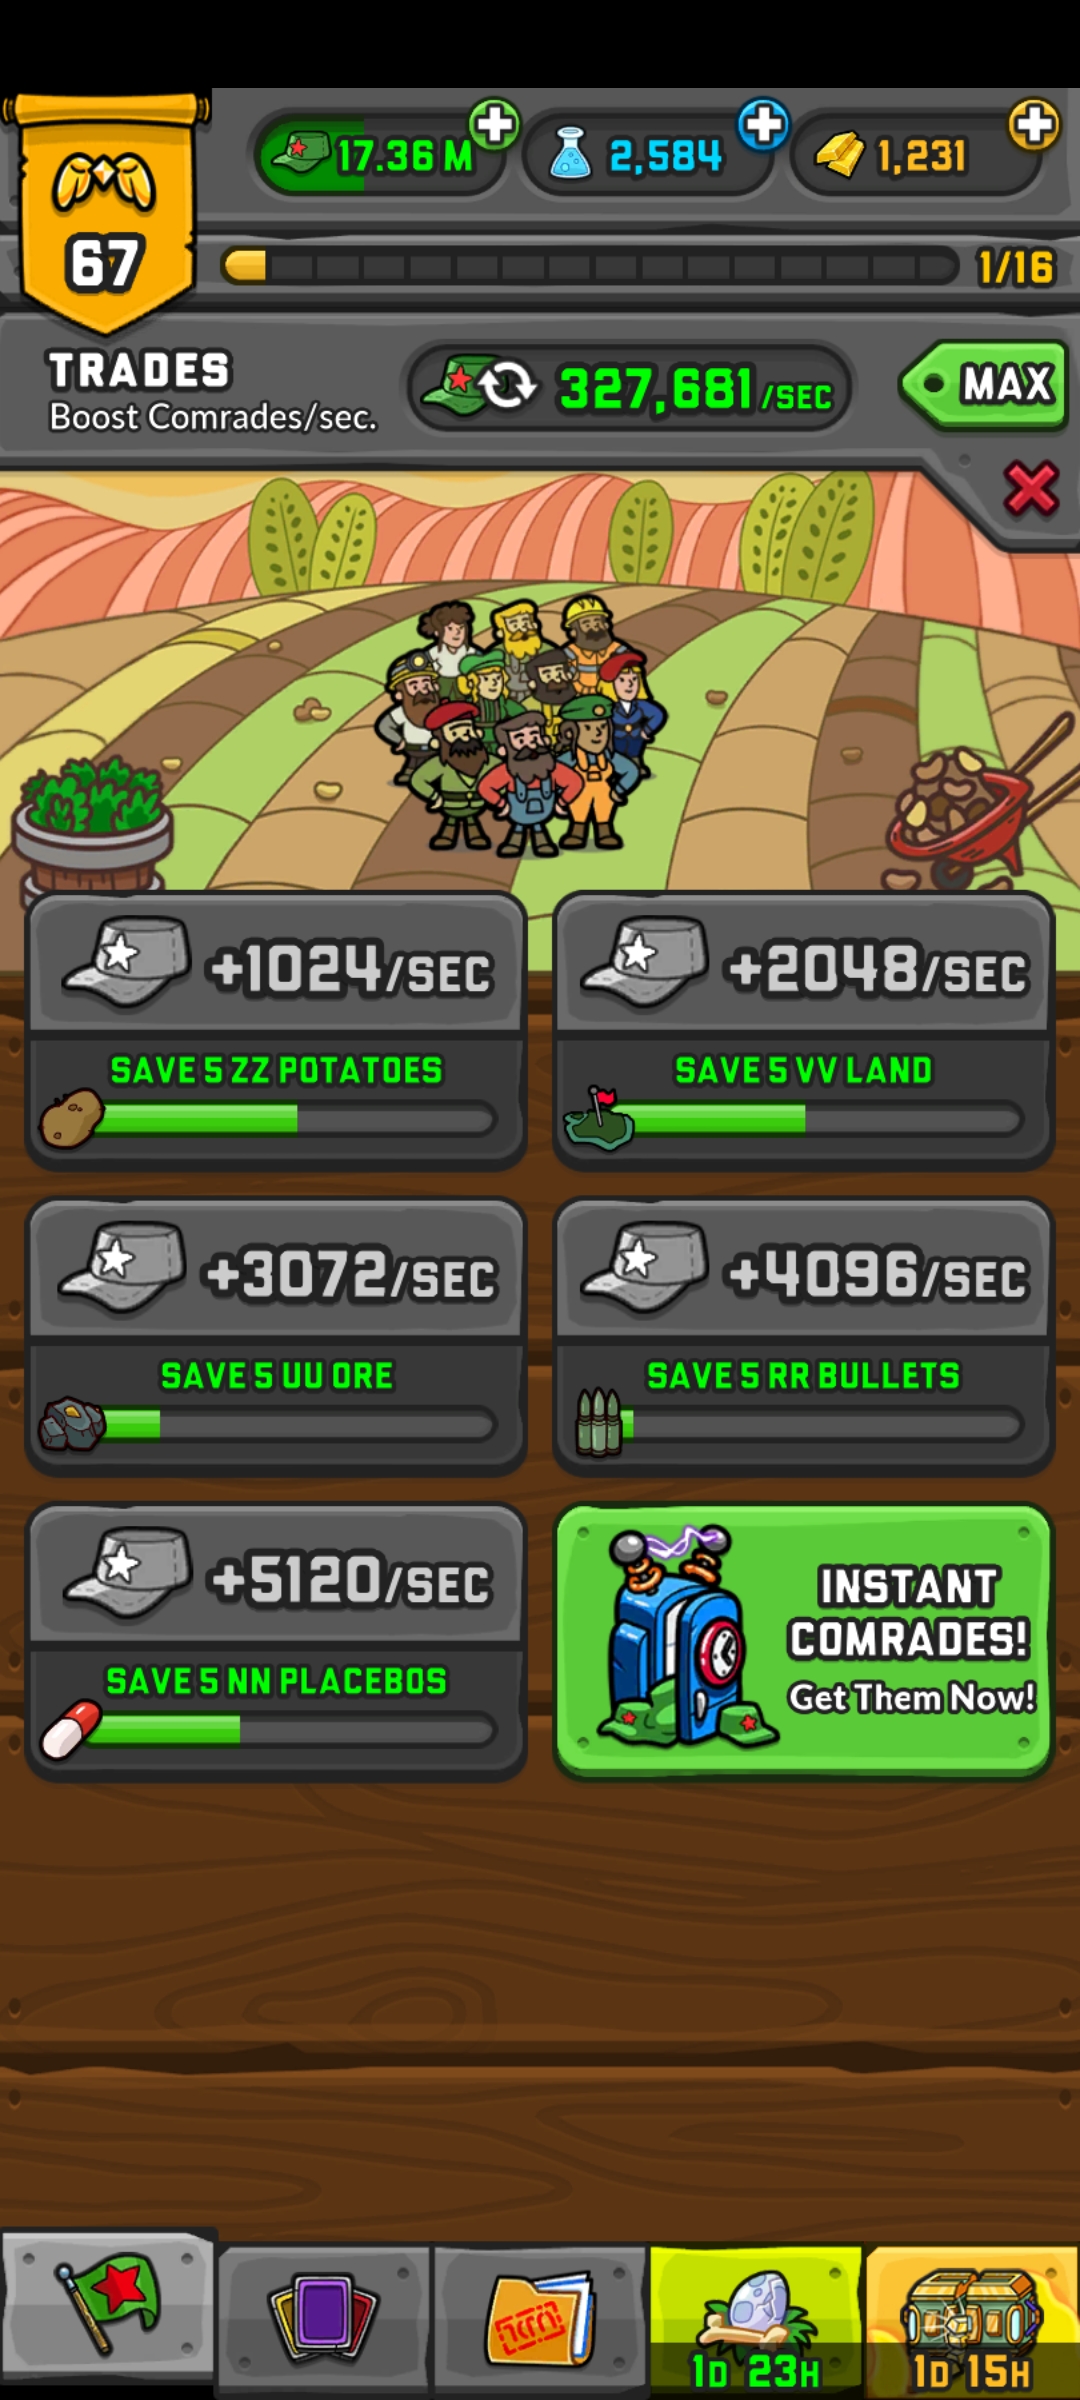 17.36 M
2,584
1,231
67
1/16
TRADES
Boost Comrades/sec.
327,681/SEC
MAX
+1024/SEC
SAVE 5 ZZ POTATOES
+2048/SEC
SAVE 5 VV LAND
+3072/SEC
SAVE 5 UU ORE
+4096/SEC
SAVE 5 RR BULLETS
+5120/SEC
SAVE 5 NN PLACEBOS
INSTANT
COMRADES!
Get Them Now!
1D 23H
1D 15H